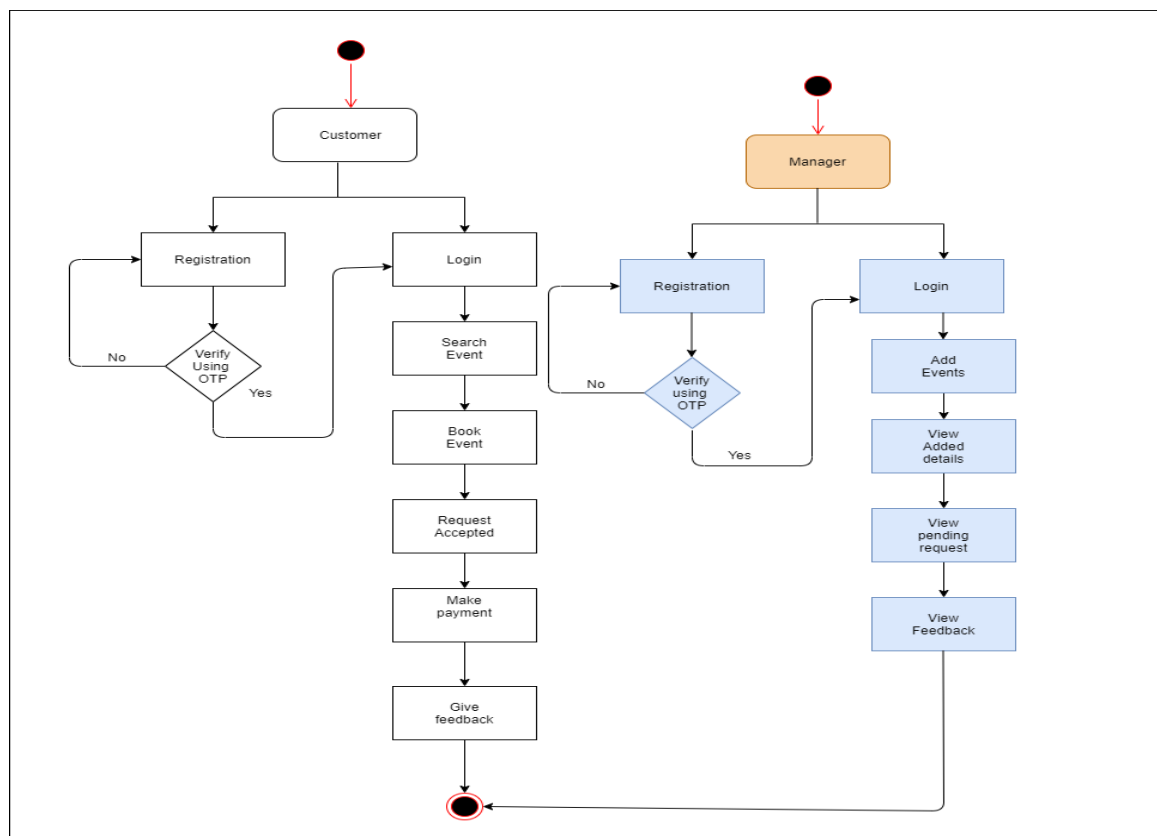 Customer
Registration
Login
Verify
Using
OTP
No
Yes
Search
Event
Book
Event
Request
Accepted
Make
payment
Give
feedback
Manager
Registration
Login
Verify
using
OTP
No
Yes
Add
Events
View
Added
details
View
pending
request
View
Feedback